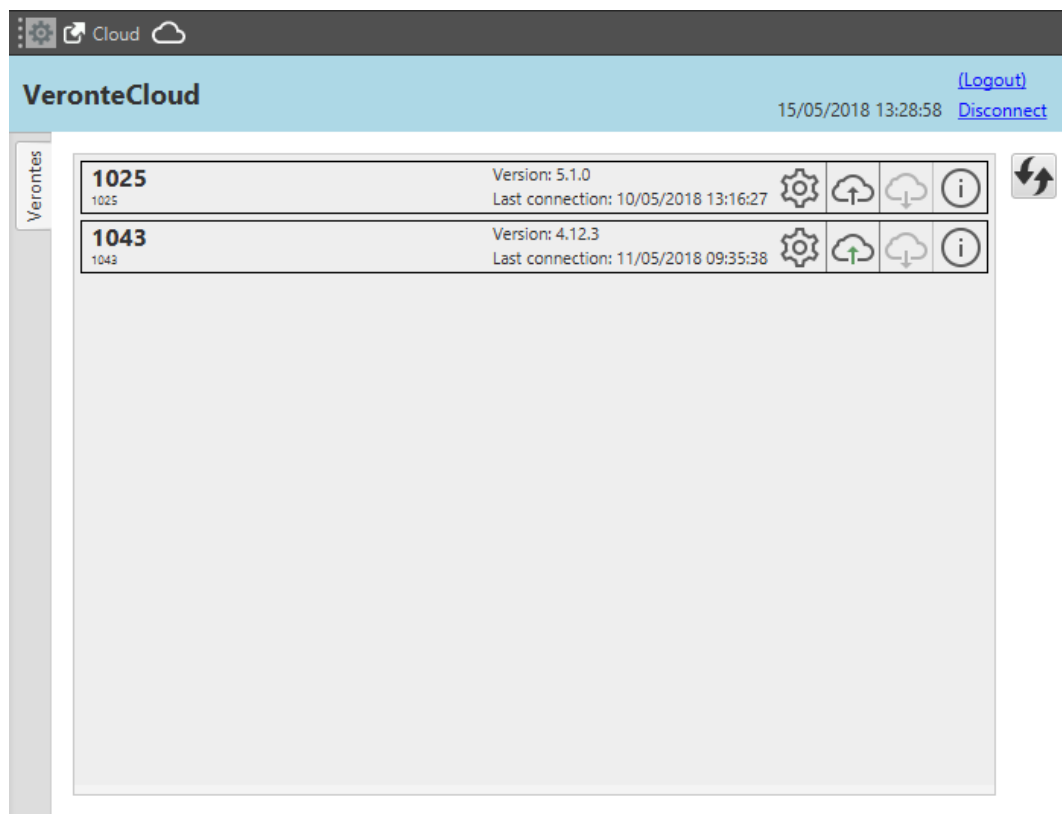 Cloud
VeronteCloud
(Logout)
15/05/2018 13:28:58 Disconnect
Verontes
1025
1025
Version: 5.1.0
Last connection: 10/05/2018 13:16:27
1043
1043
Version: 4.12.3
Last connection: 11/05/2018 09:35:38